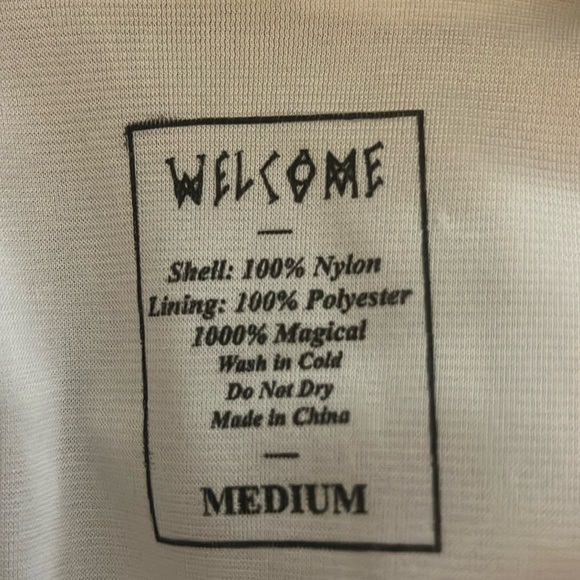 WELCOME
Shell: 100% Nylon
Lining: 100% Polyester
1000% Magical
Wash in Cold
Do Not Dry
Made in China
MEDIUM